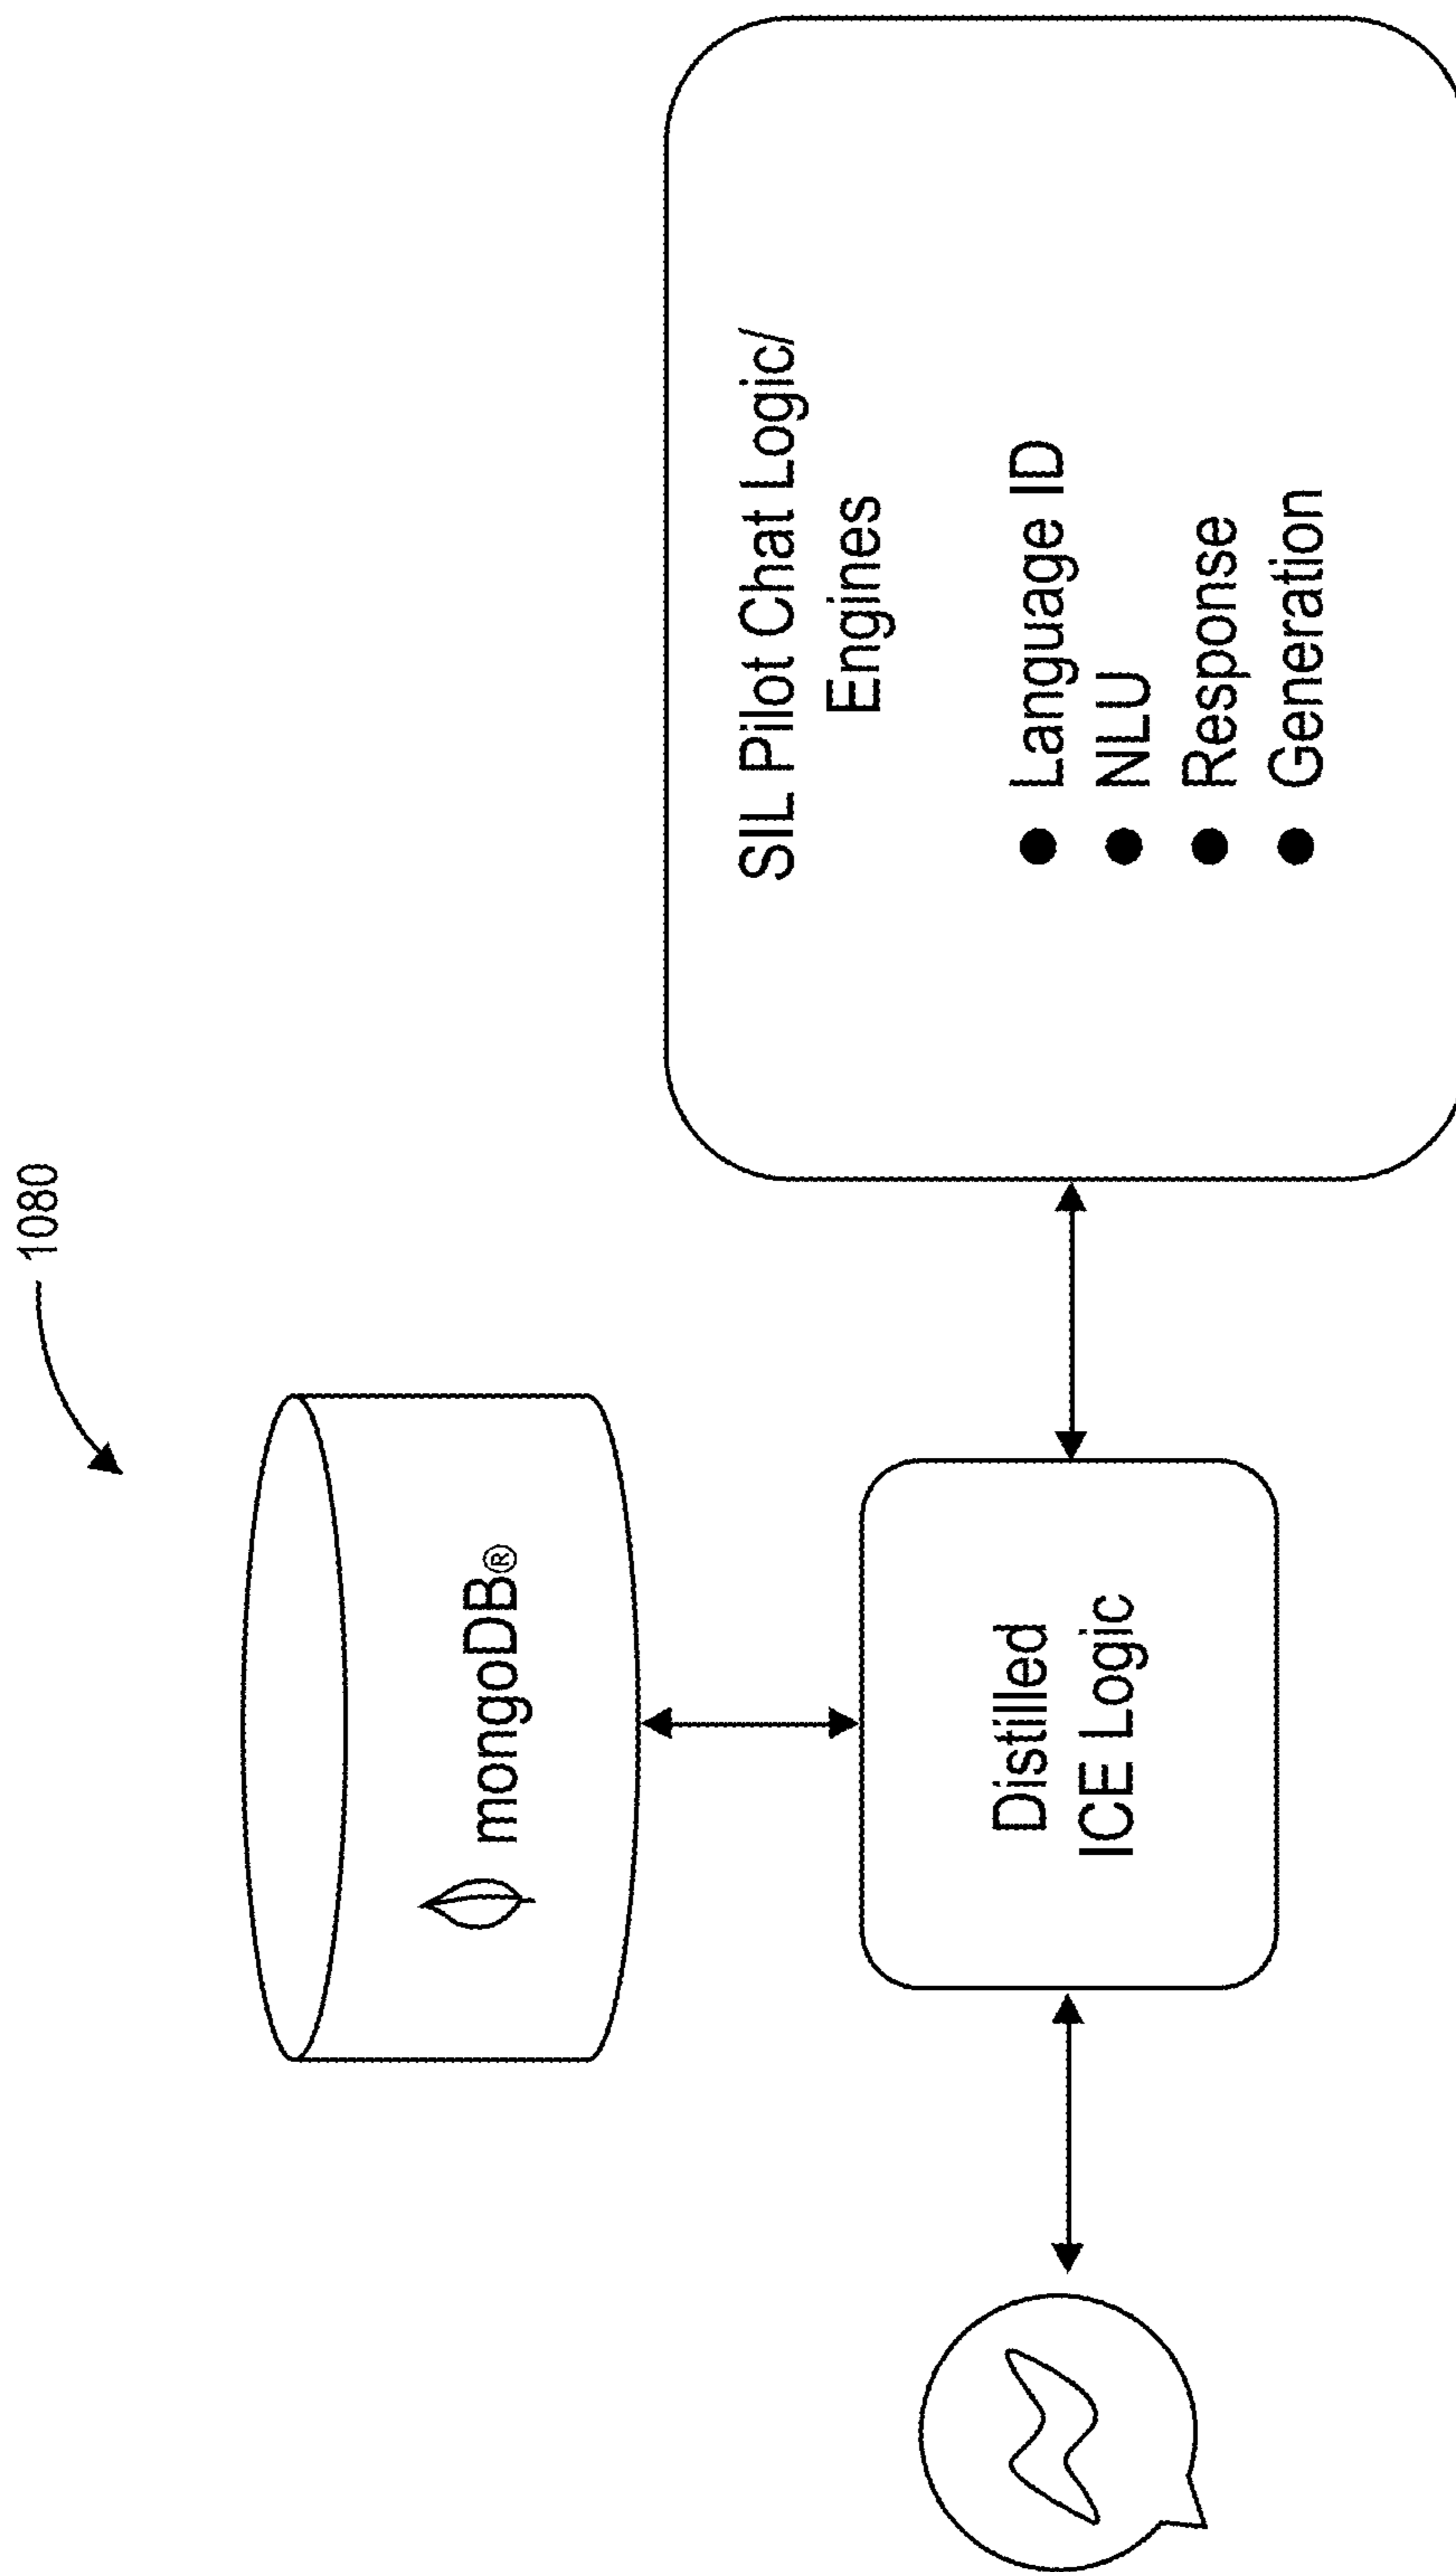 1080
mongoDB®
Distilled
ICE Logic
SIL Pilot Chat Logic/
Engines
● Language ID
● NLU
● Response
● Generation